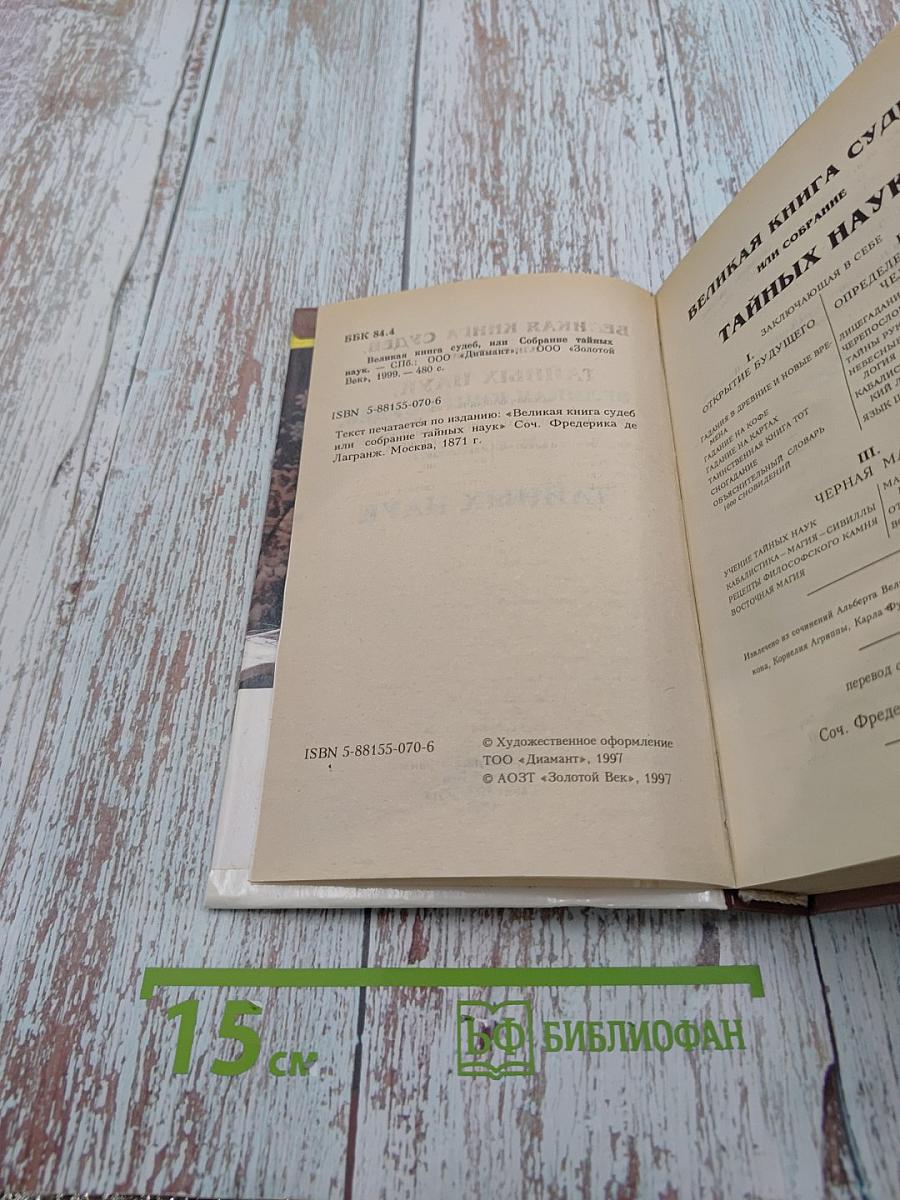 ББК 84.4
Великая книга судеб, или Собрание тайных
наук. — СПб.: ООО «Диамант», ООО «Золотой
Век», 1999. — 480 с.
ISBN 5-88155-070-6
Текст печатается по изданию: «Великая книга судеб
или собрание тайных наук» Соч. Фредерика де
Лагранж. Москва, 1871 г.
ISBN 5-88155-070-6
© Художественное оформление
ТОО «Диамант», 1997
© АОЗТ «Золотой Век», 1997
ВЕЛИКАЯ КНИГА
ИЛИ СОБРАНИЕ
ТАЙНЫХ НАУК
ЗАКЛЮЧАЮЩАЯ В СЕБЕ
I.
ОТКРЫТИЕ БУДУЩЕГО
ГАДАНИЯ В ДРЕВНИЕ И НОВЫЕ ВРЕ-
МЕНА
ГАДАНИЕ НА КОФЕ
ГАДАНИЕ НА КАРТАХ
ТАИНСТВЕННАЯ КНИГА ТОТ
СНОГАДАНИЕ
ОБЪЯСНИТЕЛЬНЫЙ СЛОВАРЬ
1000 СНОВИДЕНИЙ
ТАЙНЫ
НЕБЕСНЫЕ
ЛОГИЯ
ЯЗЫК
III.
ЧЕРНАЯ
УЧЕНИЕ ТАЙНЫХ НАУК
КАБАЛИСТИКА — МАГИЯ — СИВИЛЛЫ
РЕЦЕПТЫ ФИЛОСОФСКОГО КАМНЯ
ВОСТОЧНАЯ МАГИЯ
Извлечено из сочинений Альберта
кона, Корнелия Агриппы, Карла
перевод
Соч.
15 см
БФ БИБЛИОФАН